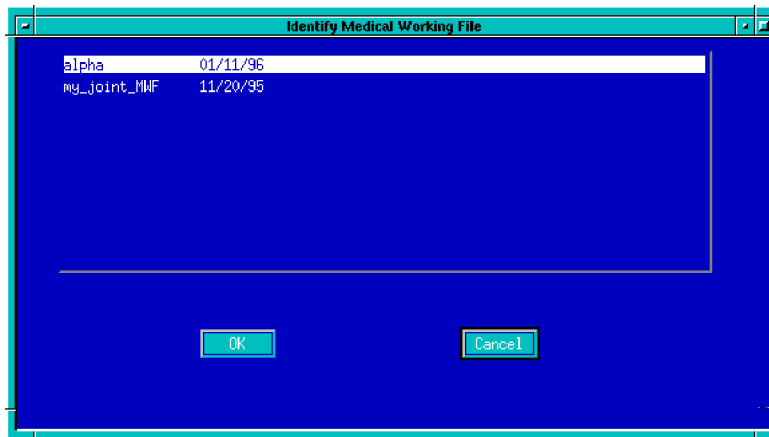 Identify Medical Working File
alpha 01/11/96
my_joint_MWF 11/20/95
OK Cancel